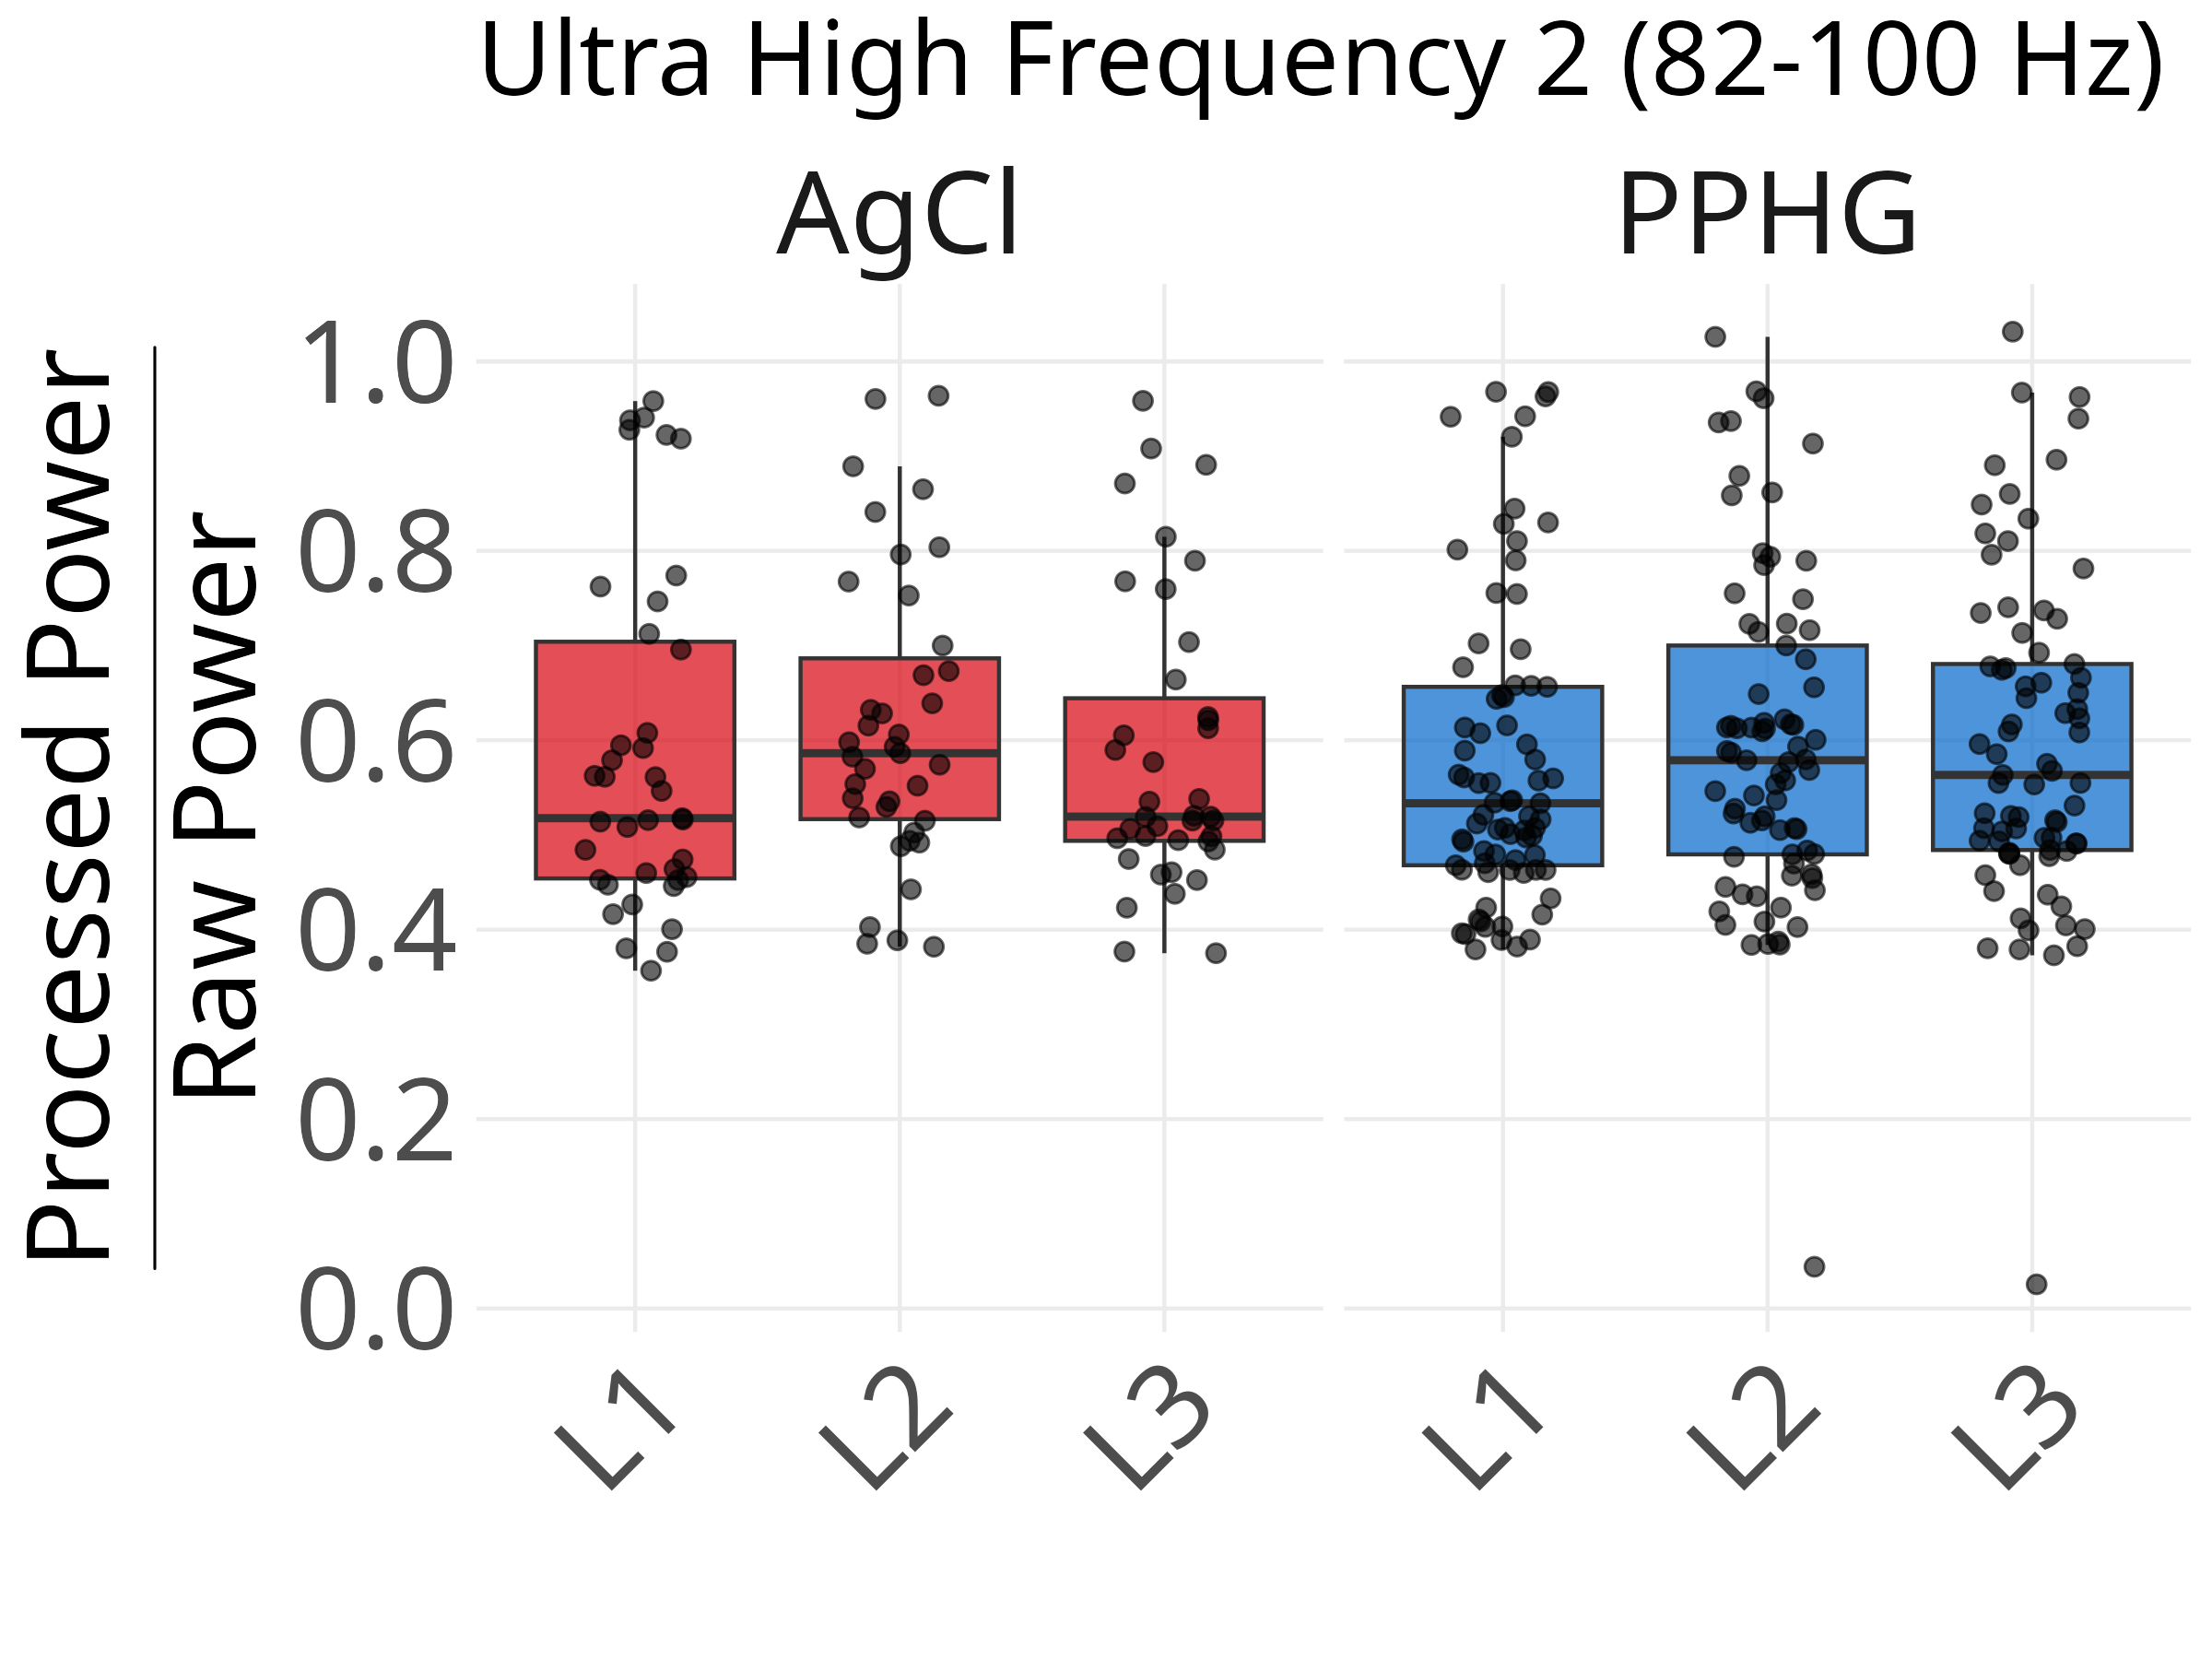 Ultra High Frequency 2 (82-100 Hz)
AgCl
PPHG
Processed Power
Raw Power
1.0
0.8
0.6
0.4
0.2
0.0
L1
L2
L3
L1
L2
L3